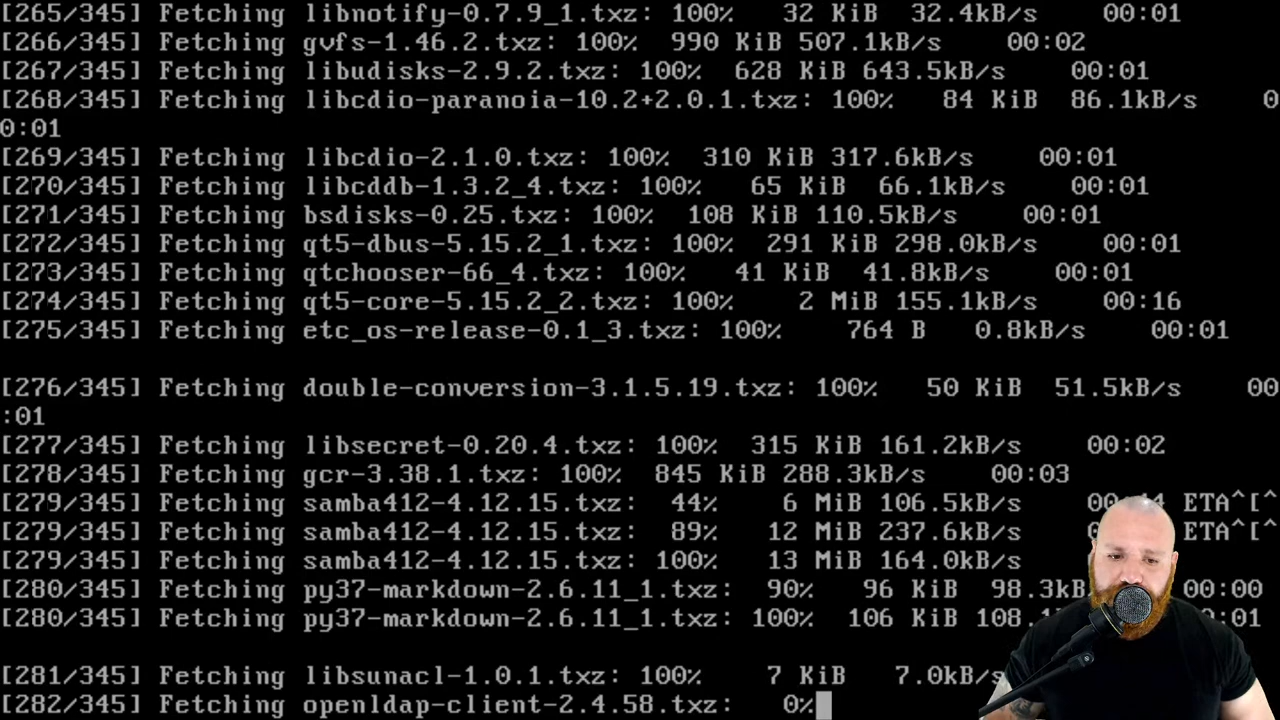 [265/345] Fetching libnotify-0.7.9_1.txz: 100%   32 KiB  32.4kB/s    00:01
[266/345] Fetching gvfs-1.46.2.txz: 100%  990 KiB 507.1kB/s    00:02
[267/345] Fetching libudisks-2.9.2.txz: 100%  628 KiB 643.5kB/s    00:01
[268/345] Fetching libcdio-paranoia-10.2+2.0.1.txz: 100%   84 KiB  86.1kB/s    0
0:01
[269/345] Fetching libcdio-2.1.0.txz: 100%  310 KiB 317.6kB/s    00:01
[270/345] Fetching libcddb-1.3.2_4.txz: 100%   65 KiB  66.1kB/s    00:01
[271/345] Fetching bsdisks-0.25.txz: 100%  108 KiB 110.5kB/s    00:01
[272/345] Fetching qt5-dbus-5.15.2_1.txz: 100%  291 KiB 298.0kB/s    00:01
[273/345] Fetching qtchooser-66_4.txz: 100%   41 KiB  41.8kB/s    00:01
[274/345] Fetching qt5-core-5.15.2_2.txz: 100%    2 MiB 155.1kB/s    00:16
[275/345] Fetching etc_os-release-0.1_3.txz: 100%    764 B   0.8kB/s    00:01
[276/345] Fetching double-conversion-3.1.5.19.txz: 100%   50 KiB  51.5kB/s    00
:01
[277/345] Fetching libsecret-0.20.4.txz: 100%  315 KiB 161.2kB/s    00:02
[278/345] Fetching gcr-3.38.1.txz: 100%  845 KiB 288.3kB/s    00:03
[279/345] Fetching samba412-4.12.15.txz:  44%    6 MiB 106.5kB/s    ETA^[^
[279/345] Fetching samba412-4.12.15.txz:  89%   12 MiB 237.6kB/s    ETA^[^
[279/345] Fetching samba412-4.12.15.txz: 100%   13 MiB 164.0kB/s
[280/345] Fetching py37-markdown-2.6.11_1.txz:  90%   96 KiB  98.3kB    00:00
[280/345] Fetching py37-markdown-2.6.11_1.txz: 100%  106 KiB 108.    :01
[281/345] Fetching libsunacl-1.0.1.txz: 100%    7 KiB   7.0kB/s
[282/345] Fetching openldap-client-2.4.58.txz:   0%